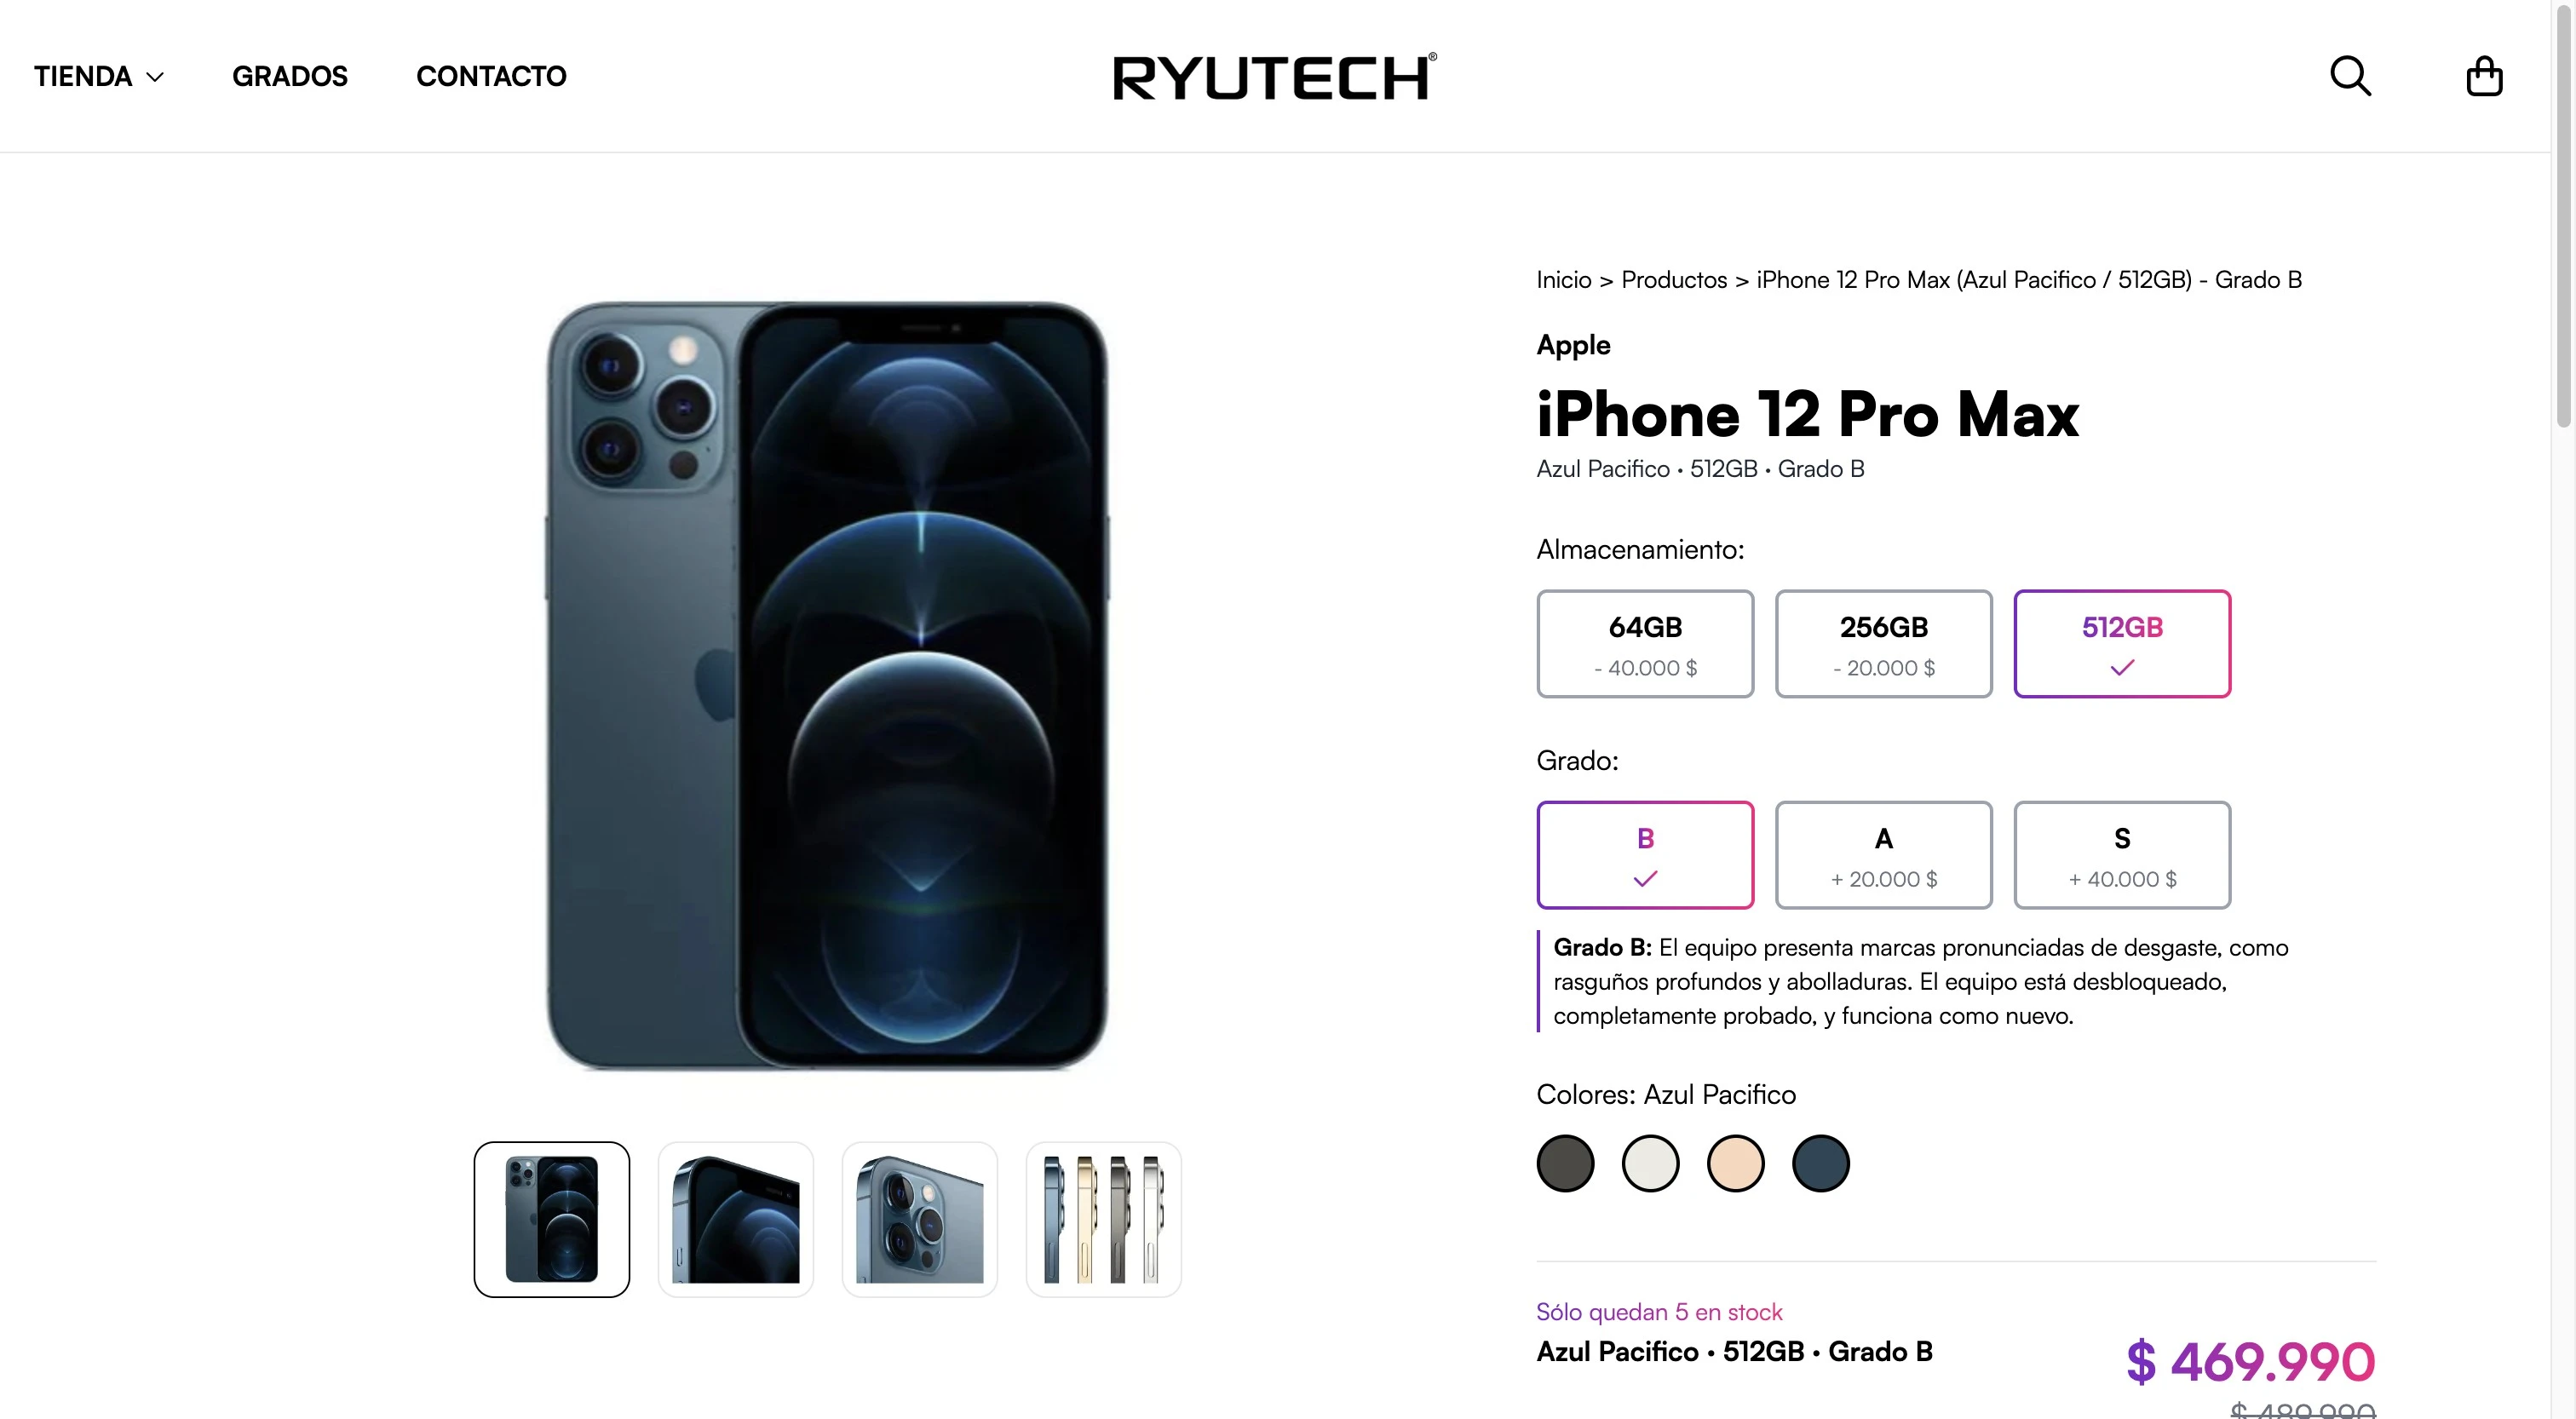 TIENDA
GRADOS
CONTACTO
RYUTECH®
Inicio > Productos > iPhone 12 Pro Max (Azul Pacifico / 512GB) - Grado B
Apple
iPhone 12 Pro Max
Azul Pacifico • 512GB • Grado B
Almacenamiento:
64GB
- 40.000 $
256GB
- 20.000 $
512GB
Grado:
B
A
+ 20.000 $
S
+ 40.000 $
Grado B: El equipo presenta marcas pronunciadas de desgaste, como
rasguños profundos y abolladuras. El equipo está desbloqueado,
completamente probado, y funciona como nuevo.
Colores: Azul Pacifico
Sólo quedan 5 en stock
Azul Pacifico • 512GB • Grado B
$ 469.990
$ 489.990